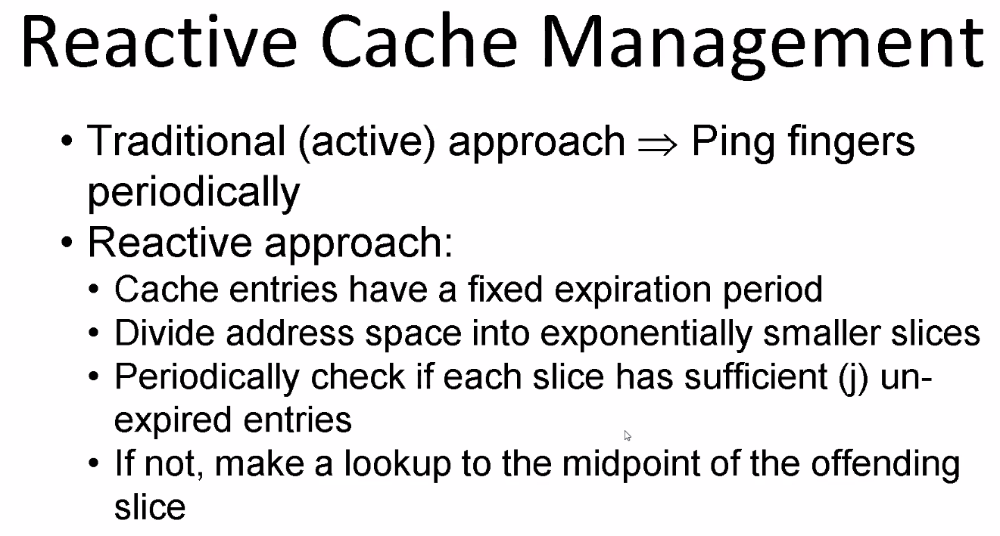 Reactive Cache Management
• Traditional (active) approach ⇒ Ping fingers
periodically
• Reactive approach:
• Cache entries have a fixed expiration period
• Divide address space into exponentially smaller slices
• Periodically check if each slice has sufficient (j) un-
expired entries
• If not, make a lookup to the midpoint of the offending
slice